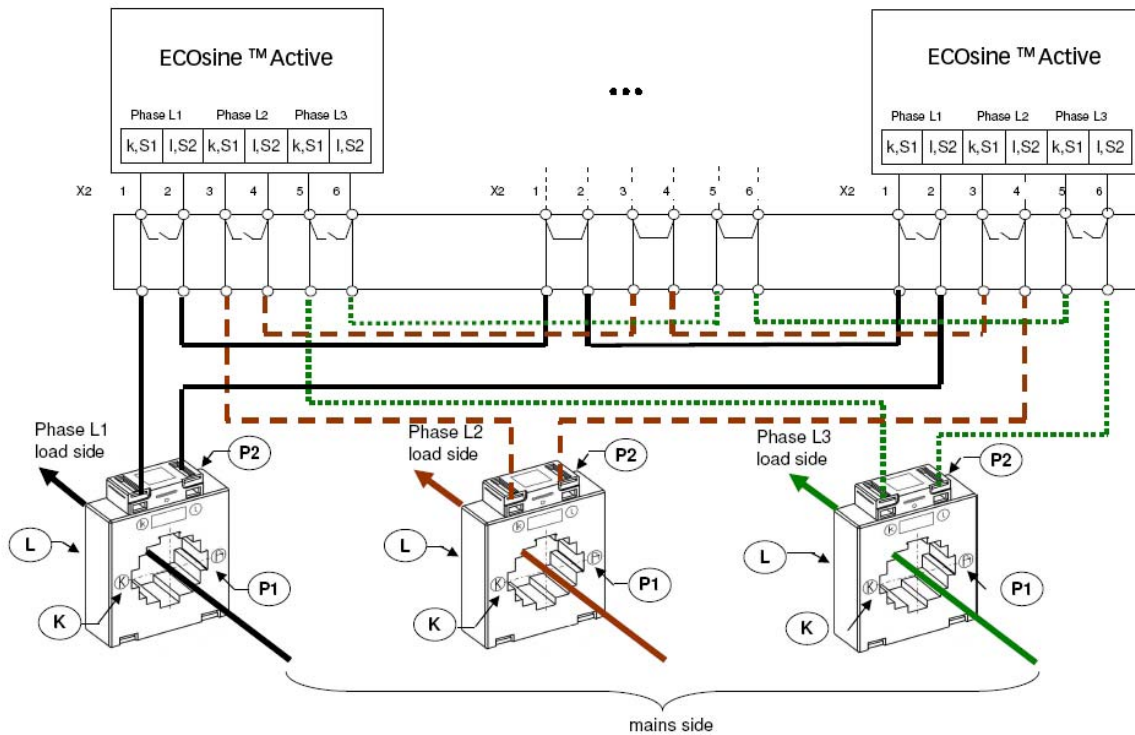 ECOsine ™ Active
Phase L1 Phase L2 Phase L3
k,S1 l,S2 k,S1 l,S2 k,S1 l,S2
...
ECOsine ™ Active
Phase L1 Phase L2 Phase L3
k,S1 l,S2 k,S1 l,S2 k,S1 l,S2
X2 1 2 3 4 5 6
X2 1 2 3 4 5 6
X2 1 2 3 4 5 6
Phase L1
load side
P2
L
K
P1
k
l
K
Phase L2
load side
P2
L
K
P1
k
l
K
Phase L3
load side
P2
L
K
P1
k
l
K
mains side